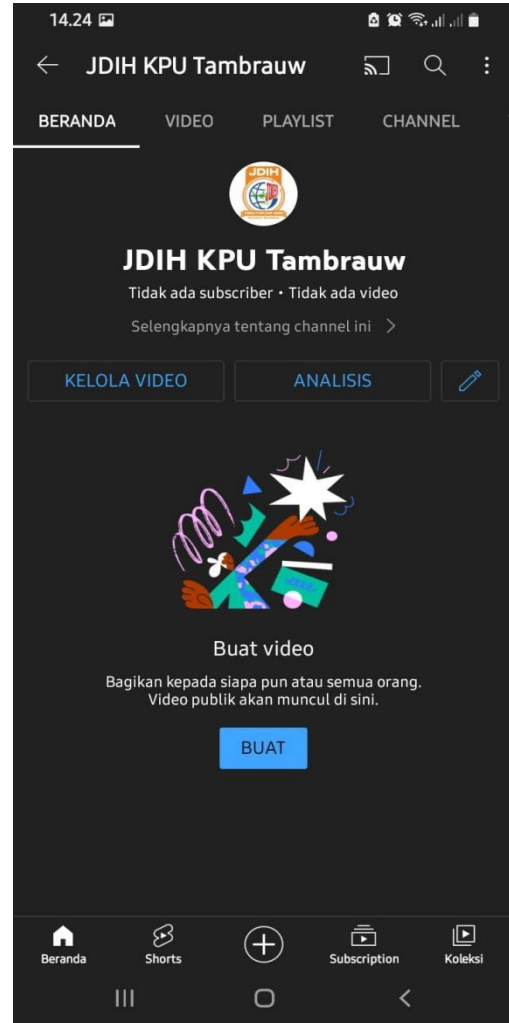 14.24
JDIH KPU Tambrauw
BERANDA VIDEO PLAYLIST CHANNEL
JDIH
JDIH KPU Tambrauw
Tidak ada subscriber • Tidak ada video
Selengkapnya tentang channel ini >
KELOLA VIDEO ANALISIS
Buat video
Bagikan kepada siapa pun atau semua orang.
Video publik akan muncul di sini.
BUAT
Beranda Shorts Subscription Koleksi